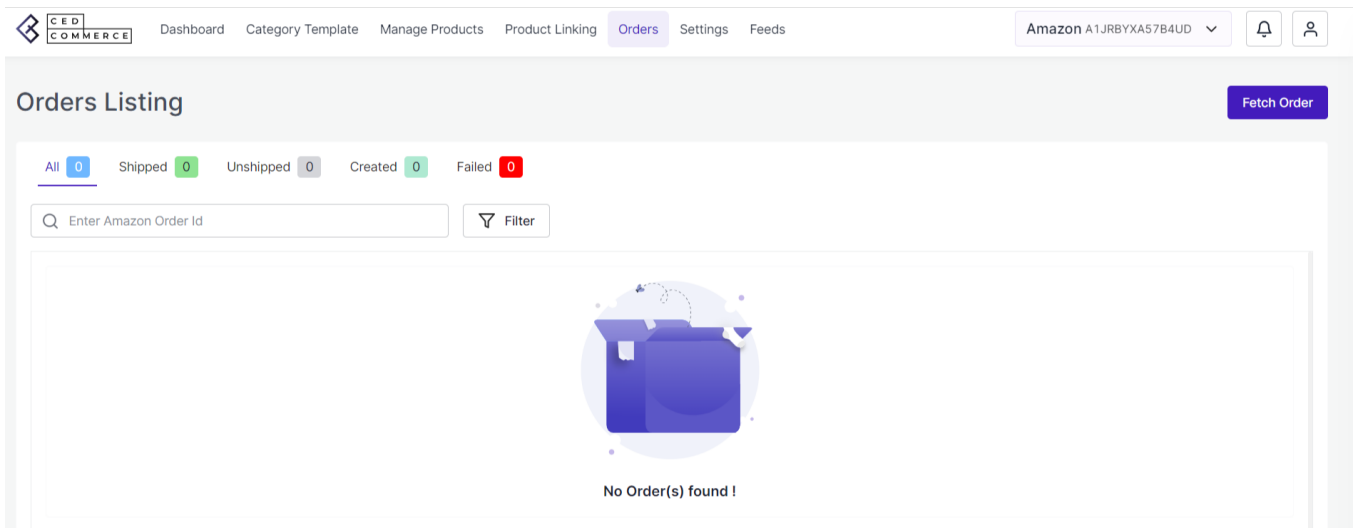 CED COMMERCE Dashboard Category Template Manage Products Product Linking Orders Settings Feeds Amazon A1JRBYXA57B4UD
Orders Listing Fetch Order
All 0 Shipped 0 Unshipped 0 Created 0 Failed 0
Enter Amazon Order Id Filter
No Order(s) found !